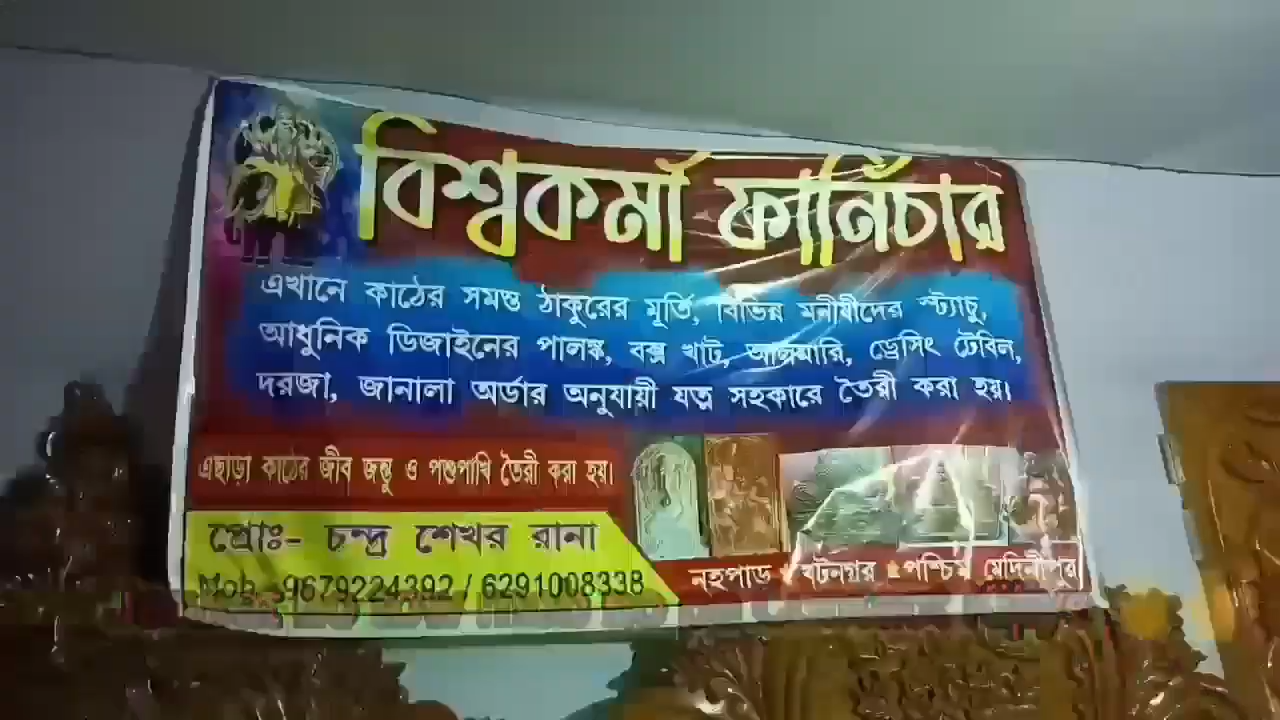 বিশ্বকর্মা ফার্নিচার
এখানে কাঠের সমস্ত ঠাকুরের মূর্তি, বিভিন্ন মনীষীদের স্ট্যাচু,
আধুনিক ডিজাইনের পালঙ্ক, বক্স খাট, আলমারি, ড্রেসিং টেবিল,
দরজা, জানালা অর্ডার অনুযায়ী যত্ন সহকারে তৈরী করা হয়।
এছাড়া কাঠের জীব জন্তু ও পশুপাখি তৈরী করা হয়।
প্রোঃ- চন্দ্র শেখর রানা
Mob. -9679224392 / 6291008338
নহপাড * বটনগর * পশ্চিম মেদিনীপুর